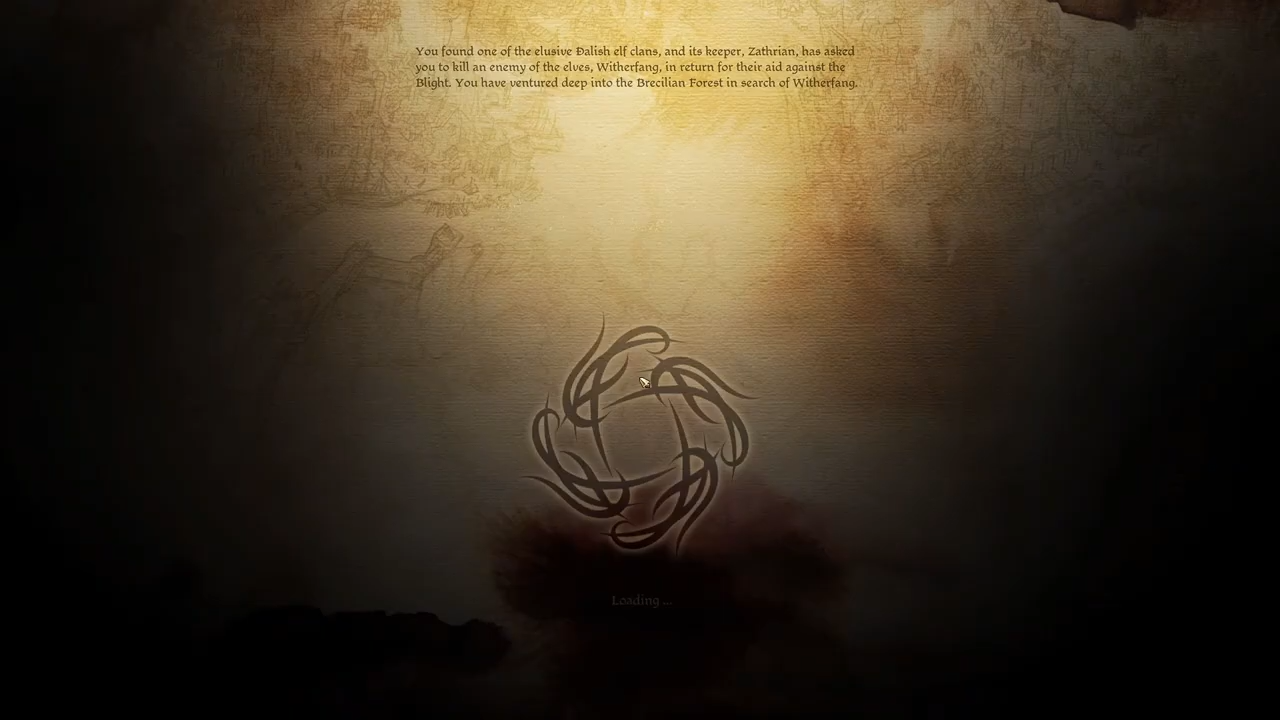 You found one of the elusive Ðalish elf clans, and its keeper, Zathrian, has asked
you to kill an enemy of the elves, Witherfang, in return for their aid against the
Blight. You have ventured deep into the Brecilian Forest in search of Witherfang.
Loading ...